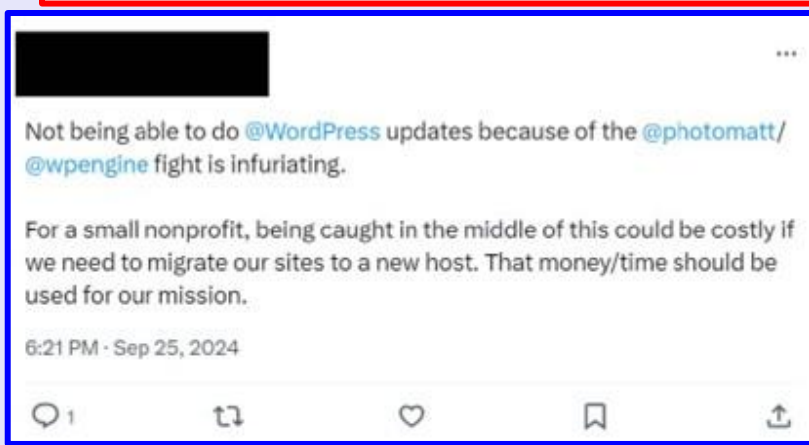 Not being able to do @WordPress updates because of the @photomatt/
@wpengine fight is infuriating.
For a small nonprofit, being caught in the middle of this could be costly if
we need to migrate our sites to a new host. That money/time should be
used for our mission.
6:21 PM · Sep 25, 2024
1